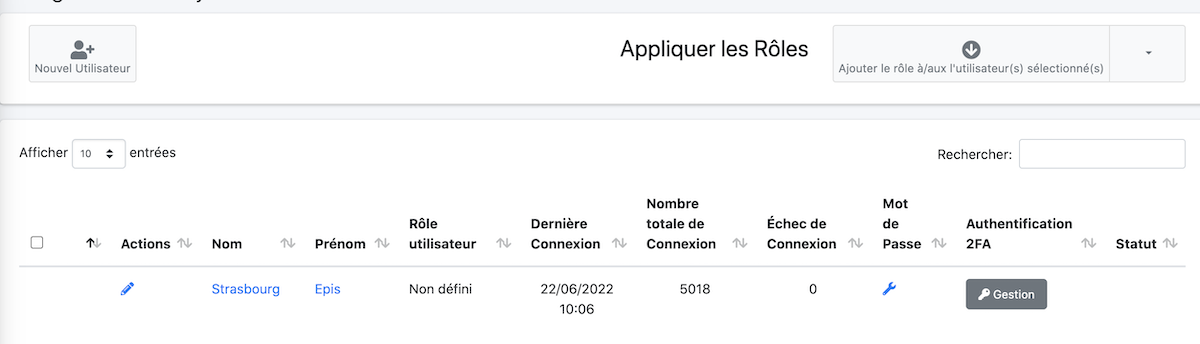 Nouvel Utilisateur
Appliquer les Rôles
Ajouter le rôle à/aux l'utilisateur(s) sélectionné(s)
Afficher 10 entrées
Rechercher:
Actions
Nom
Prénom
Rôle
utilisateur
Dernière
Connexion
Nombre
totale de
Connexion
Échec de
Connexion
Mot
de
Passe
Authentification
2FA
Statut
Strasbourg
Epis
Non défini
22/06/2022
10:06
5018
0
Gestion